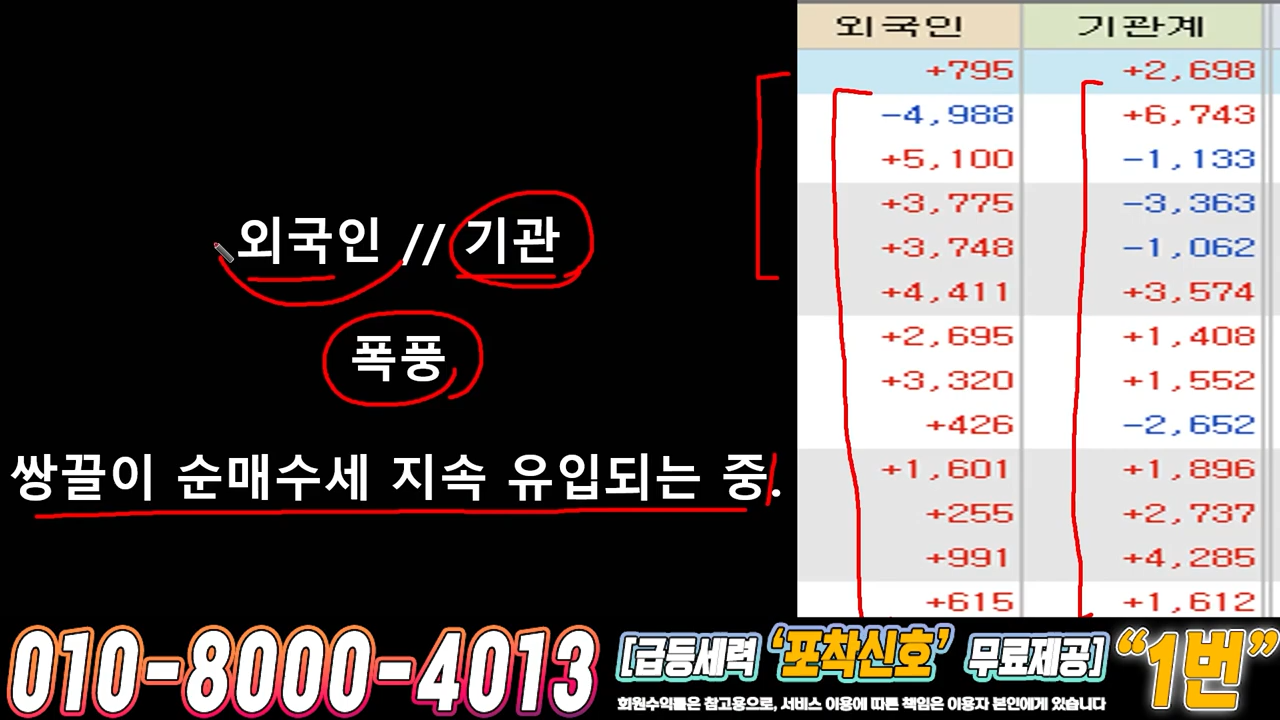 외국인 // 기관
폭풍
쌍끌이 순매수세 지속 유입되는 중.
외국인 기관계
+795 +2,698
-4,988 +6,743
+5,100 -1,133
+3,775 -3,363
+3,748 -1,062
+4,411 +3,574
+2,695 +1,408
+3,320 +1,552
+426 -2,652
+1,601 +1,896
+255 +2,737
+991 +4,285
+615 +1,612
010-8000-4013 [급등세력 '포착신호' 무료제공] "1번"
회원수익률은 참고용으로, 서비스 이용에 따른 책임은 이용자 본인에게 있습니다